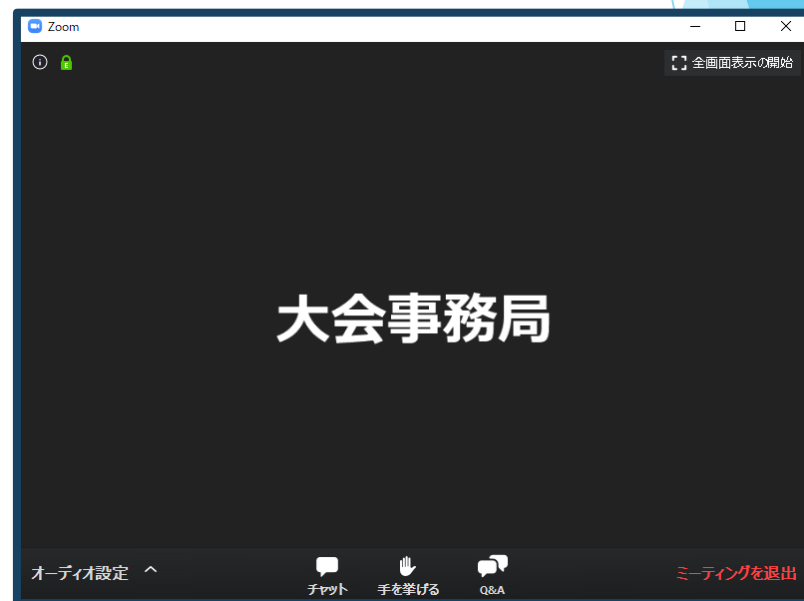 Zoom
全画面表示の開始
大会事務局
オーディオ設定
チャット
手を挙げる
Q&A
ミーティングを退出